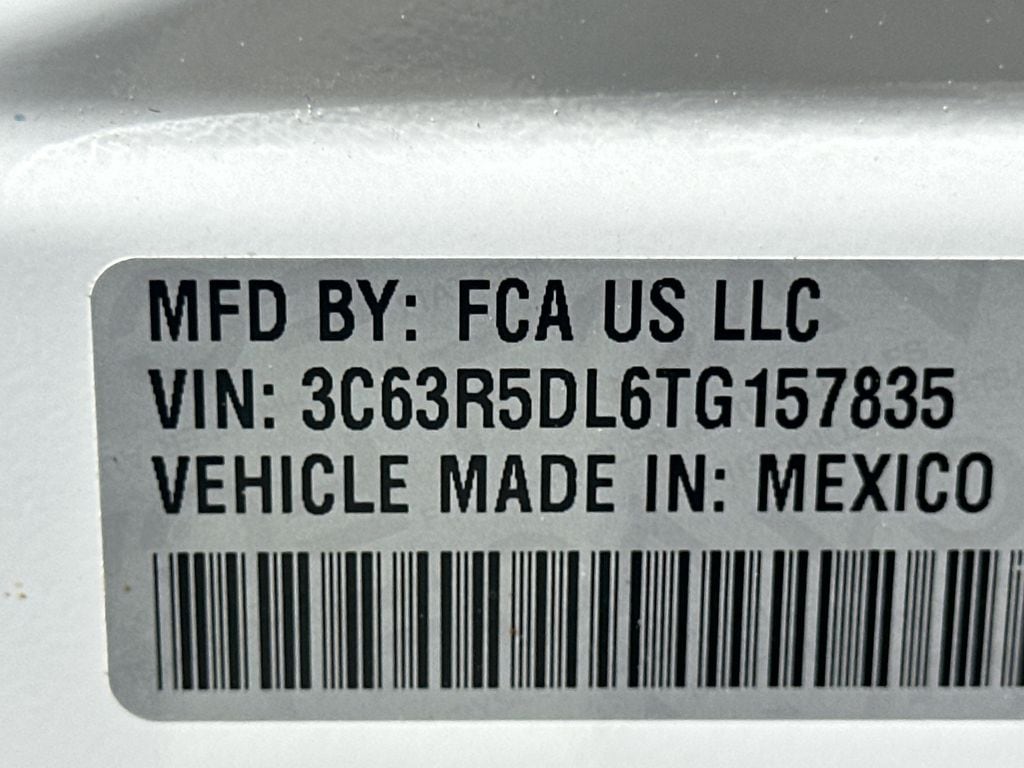 MFD BY: FCA US LLC
VIN: 3C63R5DL6TG157835
VEHICLE MADE IN: MEXICO